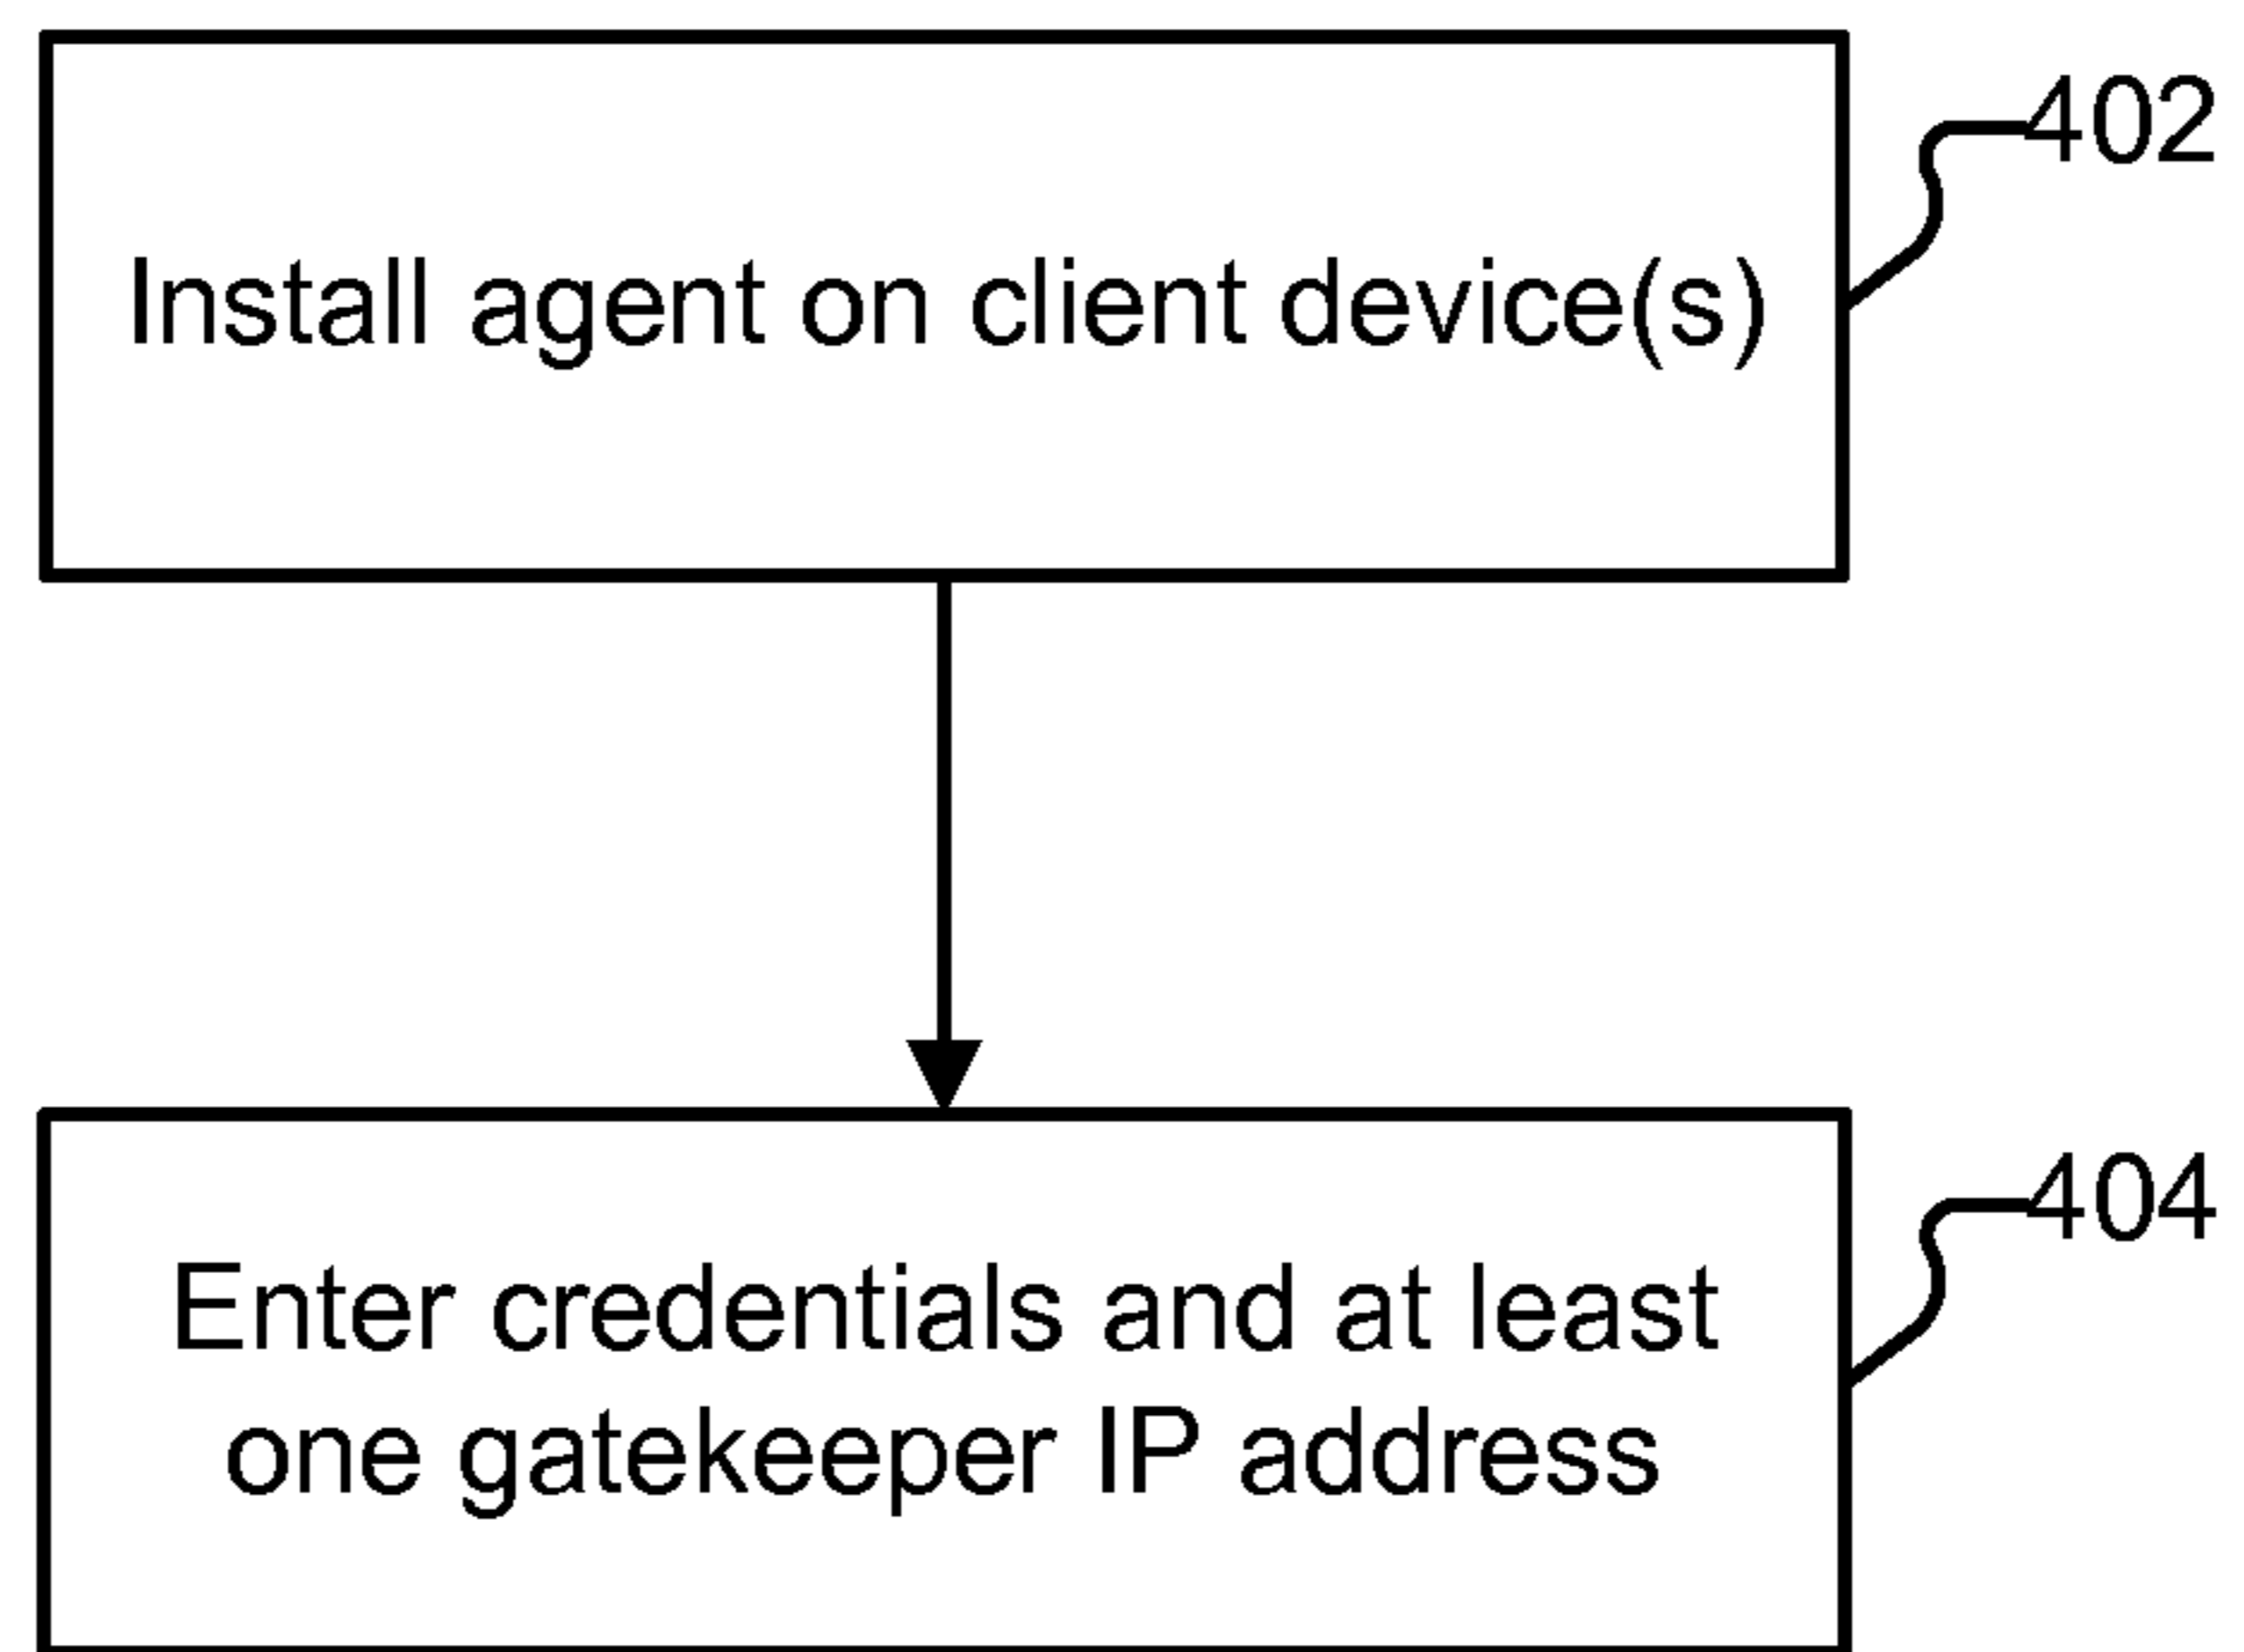 402
Install agent on client device(s)
404
Enter credentials and at least
one gatekeeper IP address